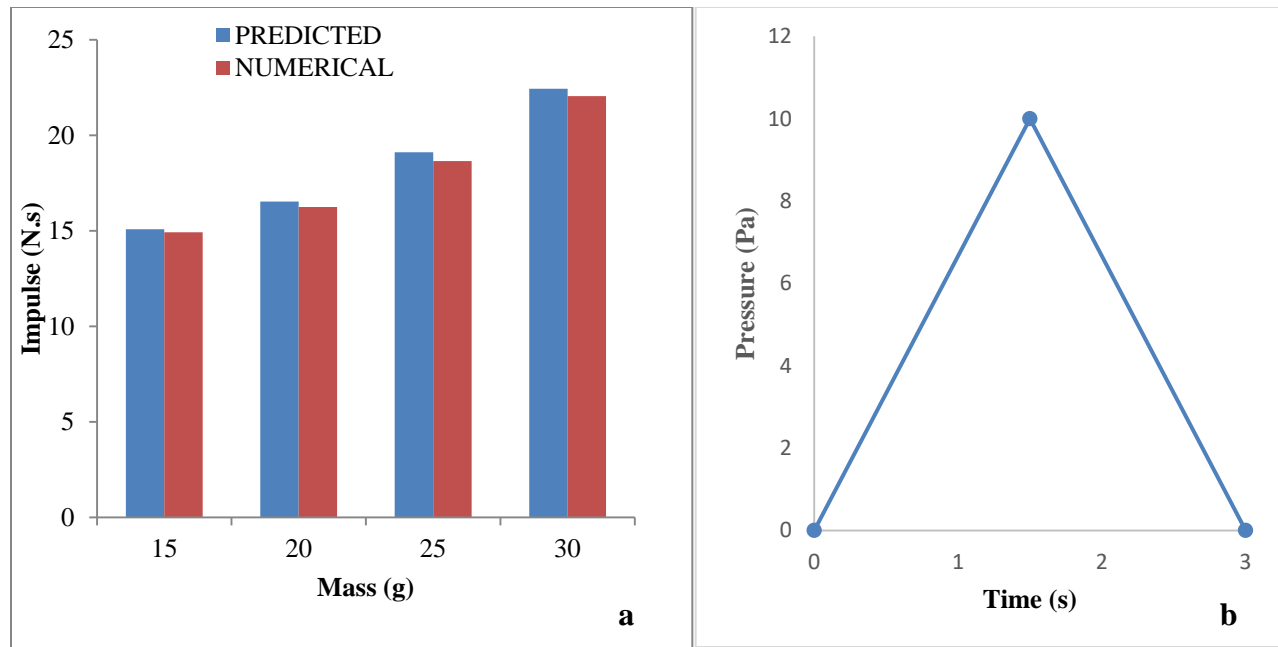 PREDICTED
NUMERICAL
Impulse (N.s)
25
20
15
10
5
0
15 20 25 30
Mass (g)
a
Pressure (Pa)
12
10
8
6
4
2
0
0 1 2 3
Time (s)
b